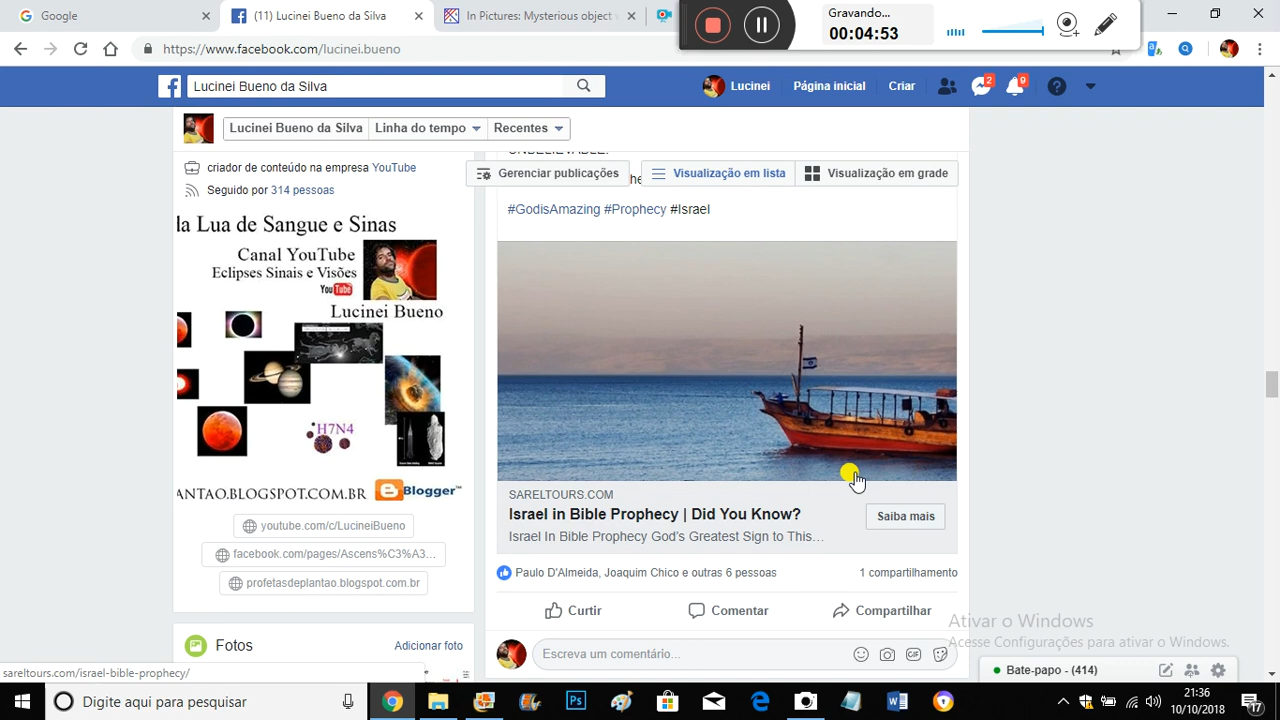 Google
(11) Lucinei Bueno da Silva
In Pictures: Mysterious object v
Gravando...
00:04:53
https://www.facebook.com/lucinei.bueno
Lucinei Bueno da Silva
Lucinei
Página inicial
Criar
2
9
Lucinei Bueno da Silva
Linha do tempo
Recentes
criador de conteúdo na empresa YouTube
Seguido por 314 pessoas
Gerenciar publicações
Visualização em lista
Visualização em grade
#GodisAmazing #Prophecy #Israel
la Lua de Sangue e Sinas
Canal YouTube
Eclipses Sinais e Visões
YouTube
Lucinei Bueno
H7N4
ANTAO.BLOGSPOT.COM.BR
Blogger™
youtube.com/c/LucineiBueno
facebook.com/pages/Ascens%C3%A3...
profetasdeplantao.blogspot.com.br
SARELTOURS.COM
Israel in Bible Prophecy | Did You Know?
Israel In Bible Prophecy God's Greatest Sign to This...
Saiba mais
Paulo D'Almeida, Joaquim Chico e outras 6 pessoas
1 compartilhamento
Curtir
Comentar
Compartilhar
Escreva um comentário...
GIF
Fotos
Adicionar foto
Ativar o Windows
Acesse Configurações para ativar o Windows.
Bate-papo - (414)
sareltours.com/israel-bible-prophecy/
Digite aqui para pesquisar
Ps
21:36
10/10/2018
17